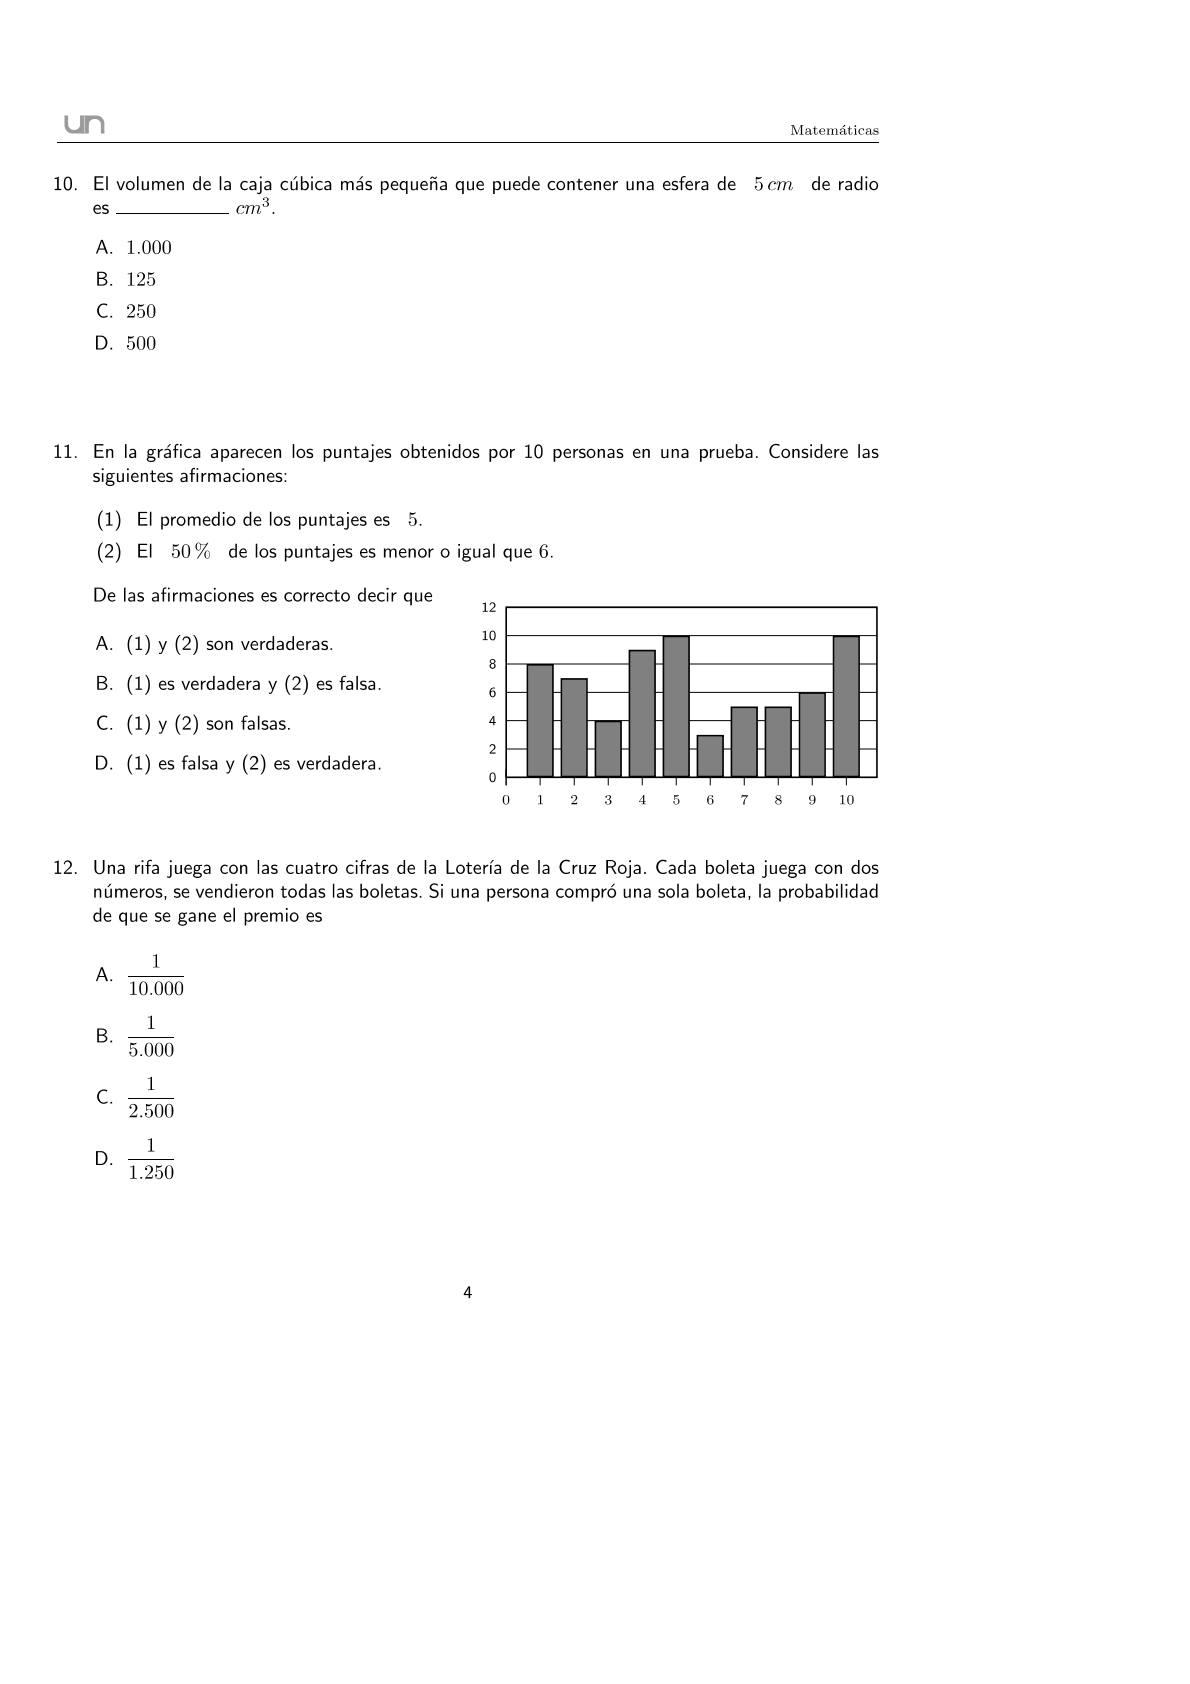 un
Matemáticas
10. El volumen de la caja cúbica más pequeña que puede contener una esfera de 5 cm de radio
es __________ cm³.
A. 1.000
B. 125
C. 250
D. 500
11. En la gráfica aparecen los puntajes obtenidos por 10 personas en una prueba. Considere las
siguientes afirmaciones:
(1) El promedio de los puntajes es 5.
(2) El 50 % de los puntajes es menor o igual que 6.
De las afirmaciones es correcto decir que
A. (1) y (2) son verdaderas.
B. (1) es verdadera y (2) es falsa.
C. (1) y (2) son falsas.
D. (1) es falsa y (2) es verdadera.
12
10
8
6
4
2
0
0 1 2 3 4 5 6 7 8 9 10
12. Una rifa juega con las cuatro cifras de la Lotería de la Cruz Roja. Cada boleta juega con dos
números, se vendieron todas las boletas. Si una persona compró una sola boleta, la probabilidad
de que se gane el premio es
A. 1/10.000
B. 1/5.000
C. 1/2.500
D. 1/1.250
4